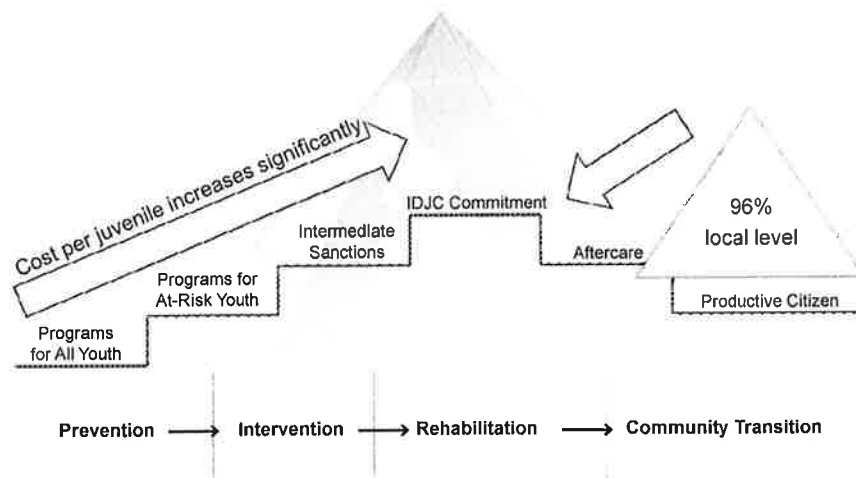 Cost per juvenile increases significantly
IDJC Commitment
Intermediate
Sanctions
Programs for
At-Risk Youth
Programs
for All Youth
Aftercare
96%
local level
Productive Citizen
Prevention
Intervention
Rehabilitation
Community Transition